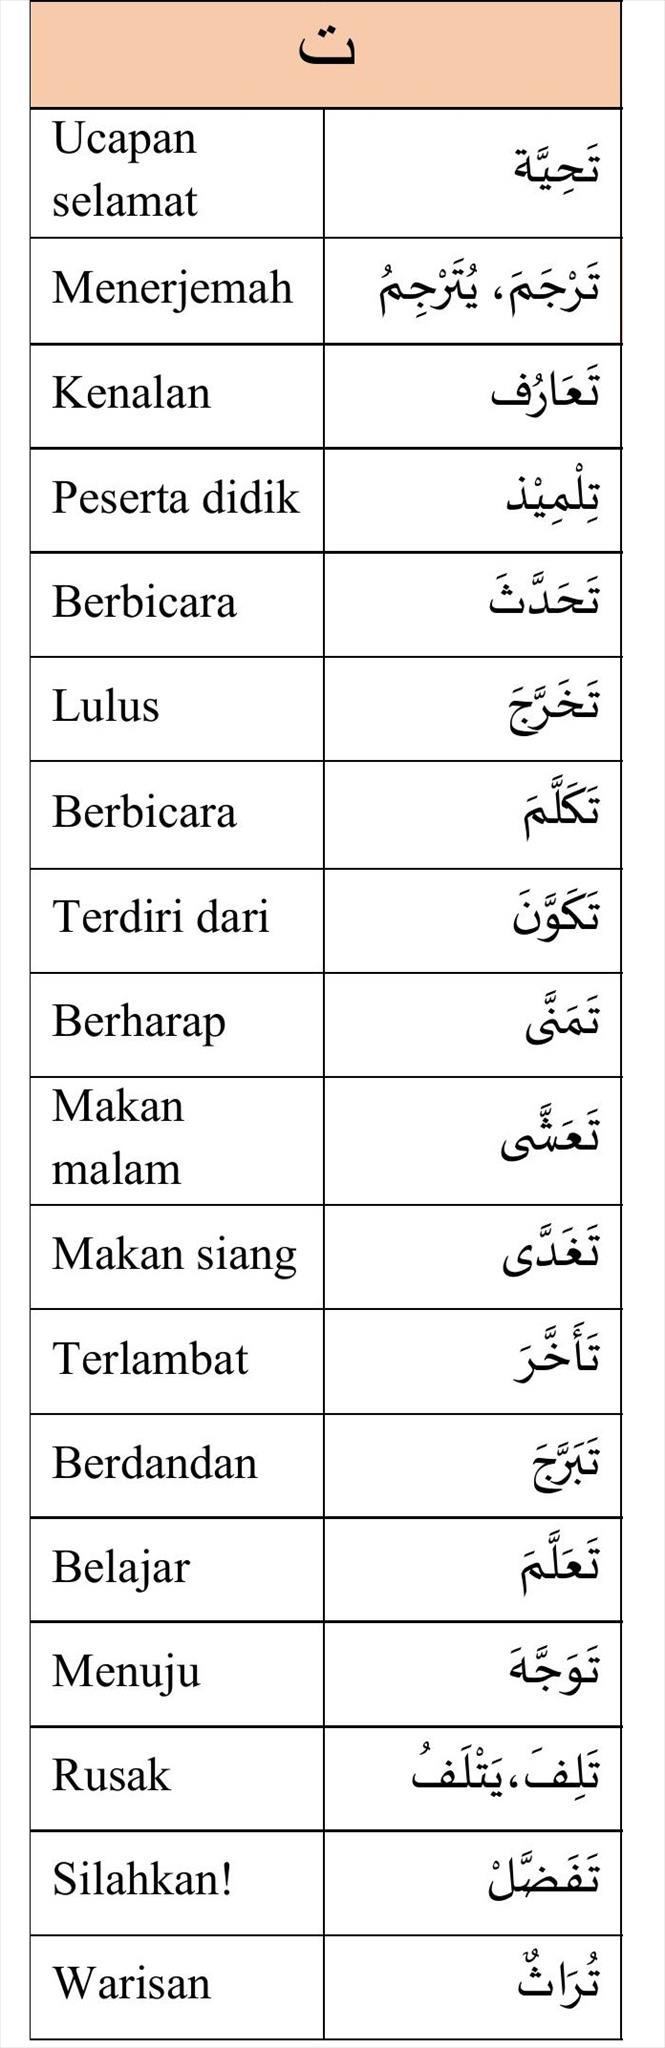 ت
Ucapan
selamat
تَحِيَّة
Menerjemah
تَرْجَمَ، يُتَرْجِمُ
Kenalan
تَعَارُف
Peserta didik
تِلْمِيْذ
Berbicara
تَحَدَّثَ
Lulus
تَخَرَّجَ
Berbicara
تَكَلَّمَ
Terdiri dari
تَكَوَّنَ
Berharap
تَمَنَّى
Makan
malam
تَعَشَّى
Makan siang
تَغَدَّى
Terlambat
تَأَخَّرَ
Berdandan
تَبَرَّجَ
Belajar
تَعَلَّمَ
Menuju
تَوَجَّهَ
Rusak
تَلِفَ،يَتْلَفُ
Silahkan!
تَفَضَّلْ
Warisan
تُرَاثٌ